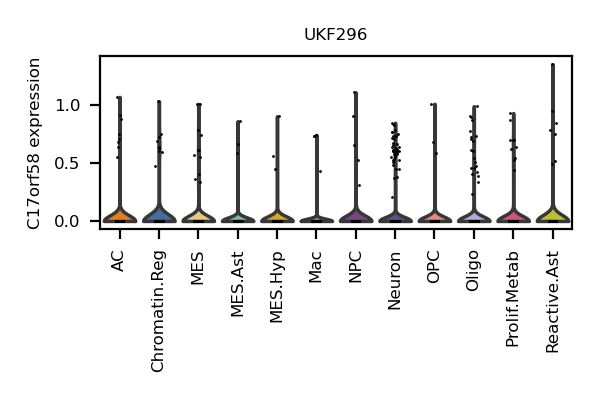 UKF296
C17orf58 expression
1.0
0.5
0.0
AC
Chromatin.Reg
MES
MES.Ast
MES.Hyp
Mac
NPC
Neuron
OPC
Oligo
Prolif.Metab
Reactive.Ast